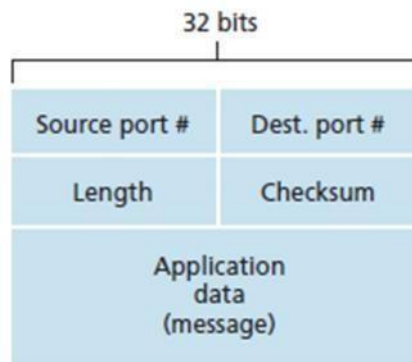 32 bits
Source port # Dest. port #
Length Checksum
Application
data
(message)